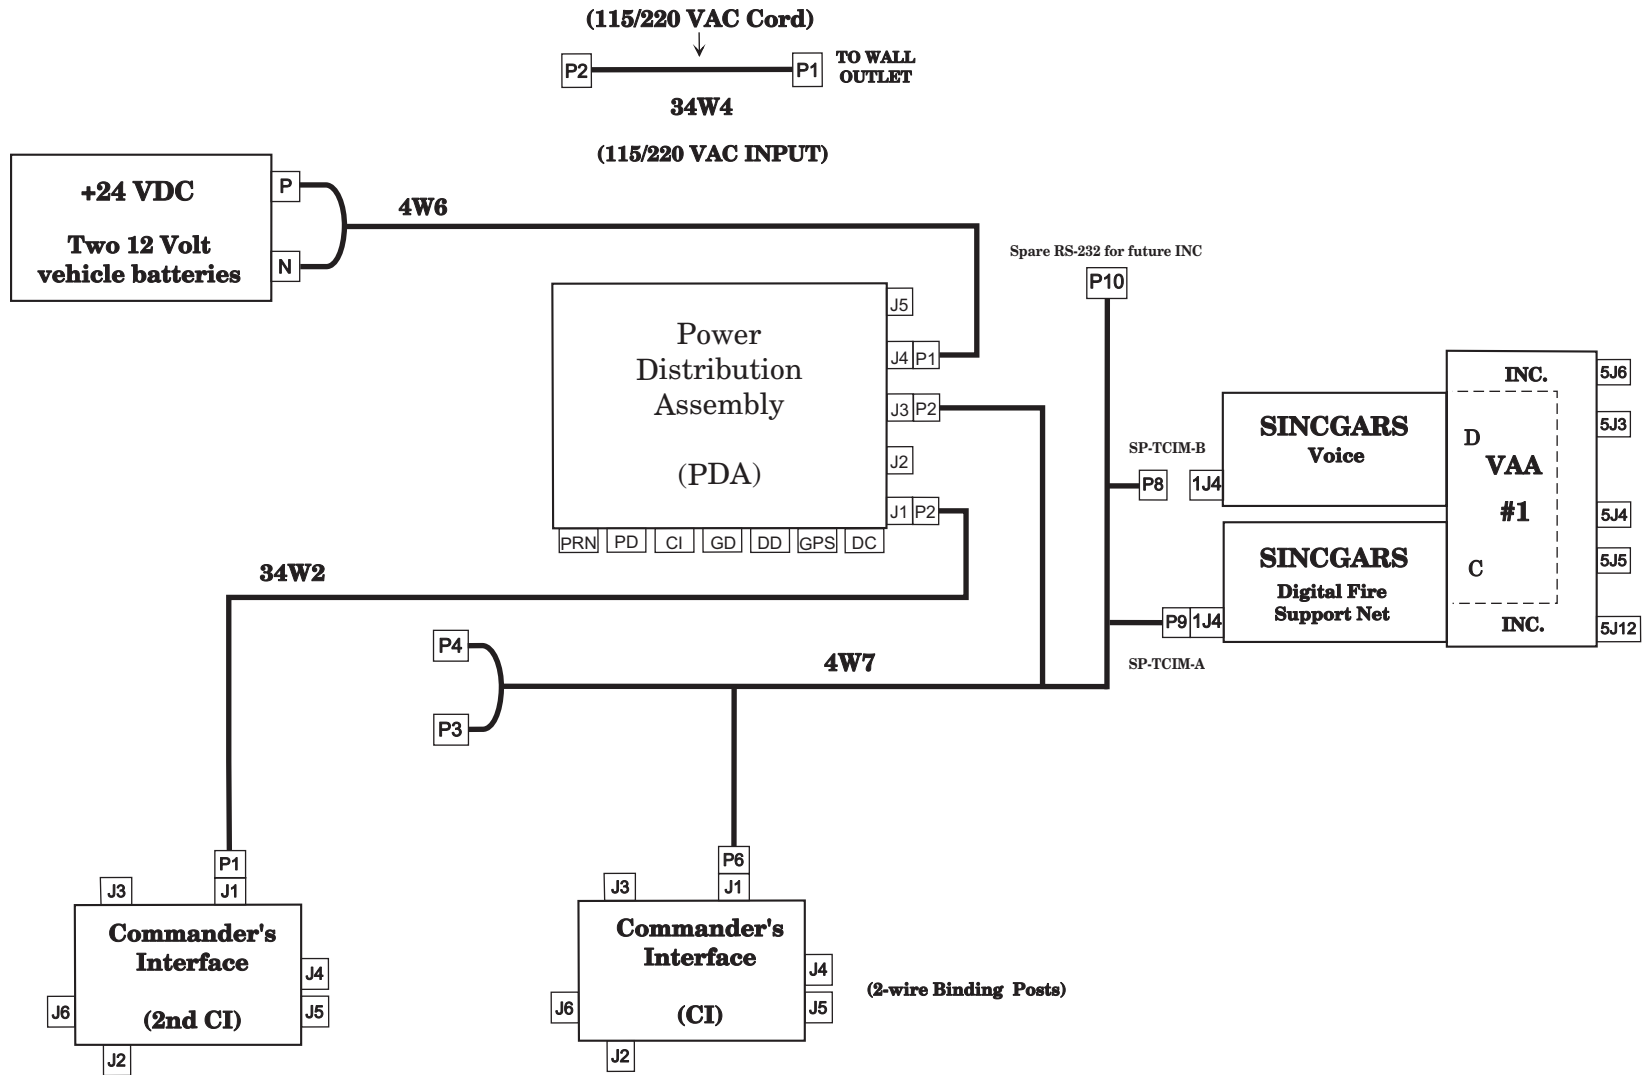 (115/220 VAC Cord)
P2
P1
TO WALL
OUTLET
34W4
(115/220 VAC INPUT)
+24 VDC
Two 12 Volt
vehicle batteries
P
N
4W6
Spare RS-232 for future INC
P10
Power
Distribution
Assembly
(PDA)
J5
J4 P1
J3 P2
J2
J1 P2
PRN PD CI GD DD GPS DC
SP-TCIM-B
P8
1J4
SINCGARS
Voice
P9 1J4
SP-TCIM-A
SINCGARS
Digital Fire
Support Net
INC.
D
VAA
#1
C
INC.
5J6
5J3
5J4
5J5
5J12
34W2
P4
P3
4W7
P1
J3
J1
Commander's
Interface
(2nd CI)
J4
J6
J5
J2
P6
J3
J1
Commander's
Interface
(CI)
J4
J6
J5
J2
(2-wire Binding Posts)